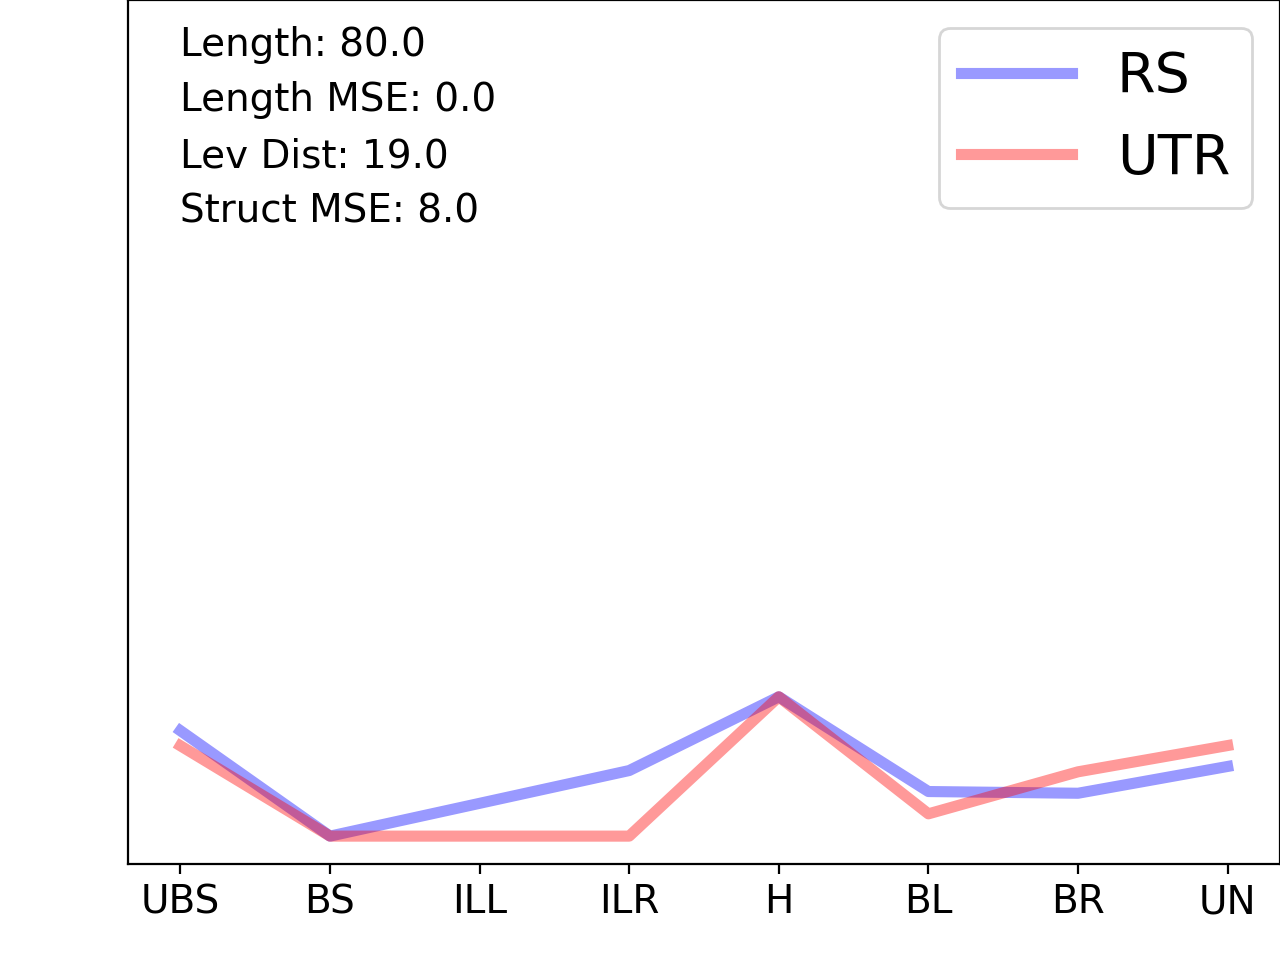 Length: 80.0
Length MSE: 0.0
Lev Dist: 19.0
Struct MSE: 8.0
RS
UTR
UBS BS ILL ILR H BL BR UN